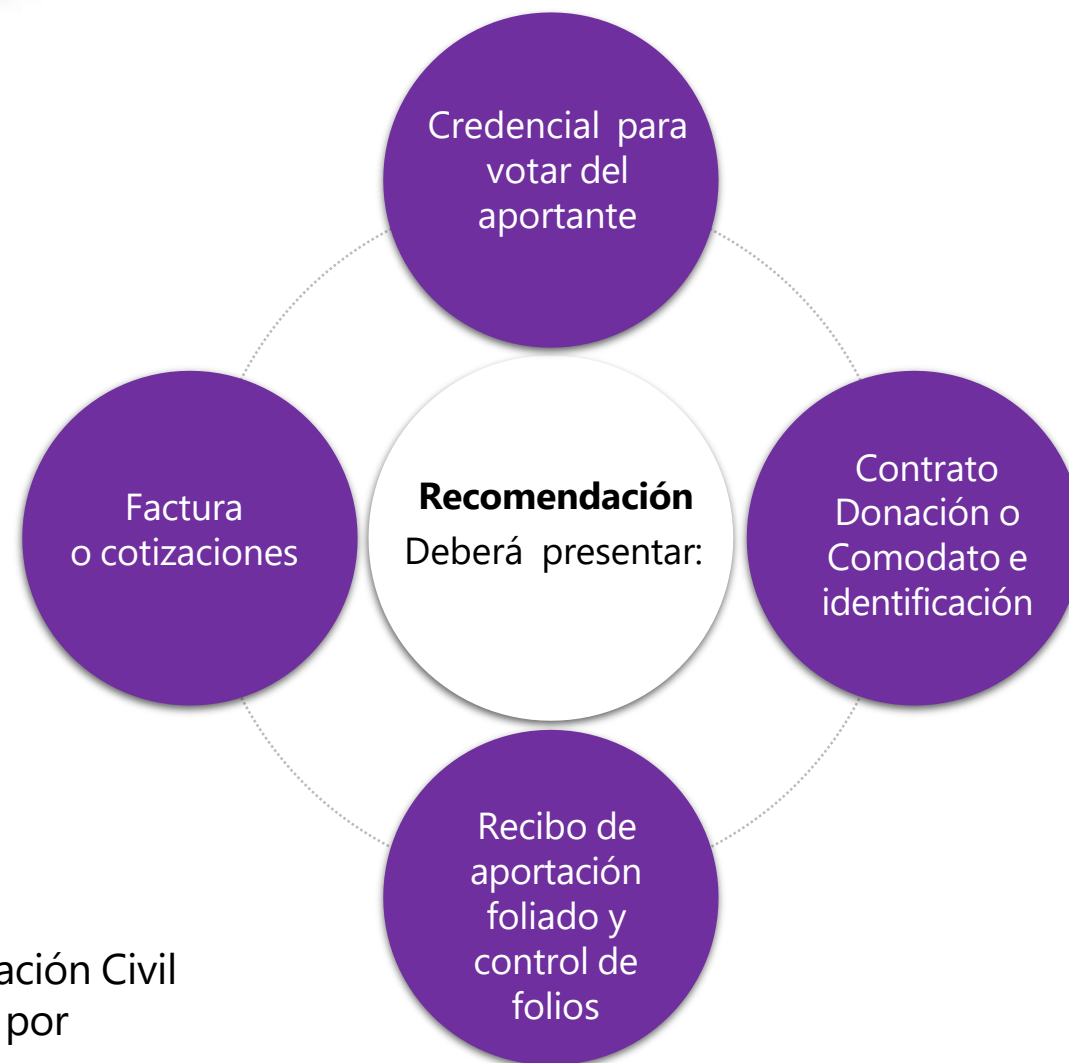 Credencial para
votar del
aportante
Factura
o cotizaciones
Recomendación
Deberá presentar:
Contrato
Donación o
Comodato e
identificación
Recibo de
aportación
foliado y
control de
folios
ación Civil
por